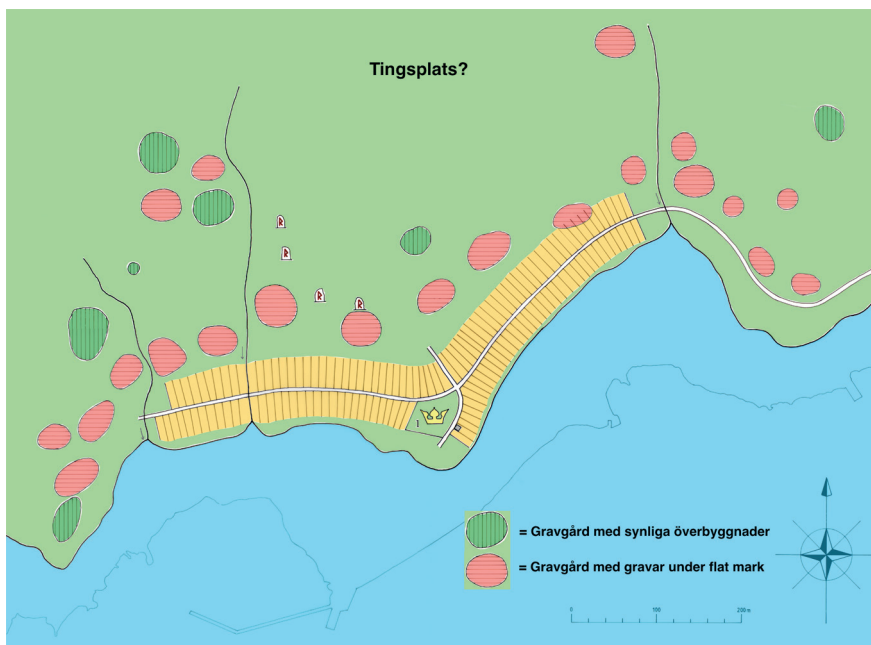 Tingsplats?
R
R
R
R
1
= Gravgård med synliga överbyggnader
= Gravgård med gravar under flat mark
0 100 200 m